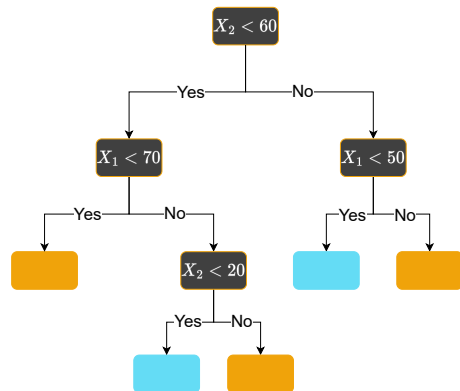 X₂ < 60
Yes No
X₁ < 70 X₁ < 50
Yes No Yes No
X₂ < 20
Yes No